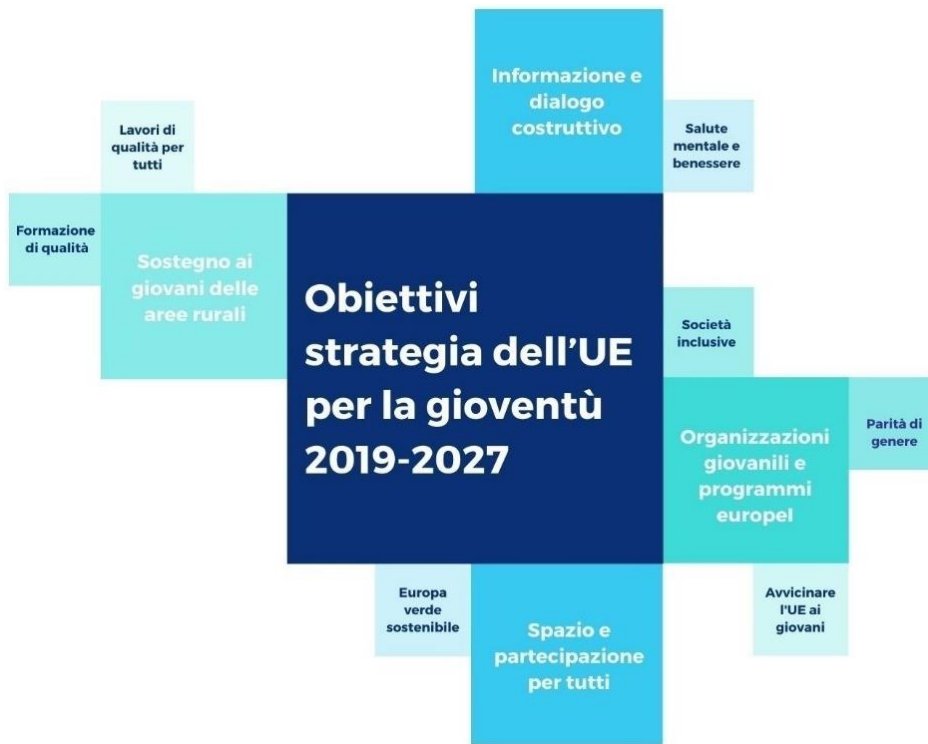 Informazione e
dialogo
costruttivo
Lavori di
qualità per
tutti
Salute
mentale e
benessere
Formazione
di qualità
Sostegno ai
giovani delle
aree rurali
Obiettivi
strategia dell'UE
per la gioventù
2019-2027
Società
inclusive
Organizzazioni
giovanili e
programmi
europeI
Parità di
genere
Europa
verde
sostenibile
Spazio e
partecipazione
per tutti
Avvicinare
l'UE ai
giovani